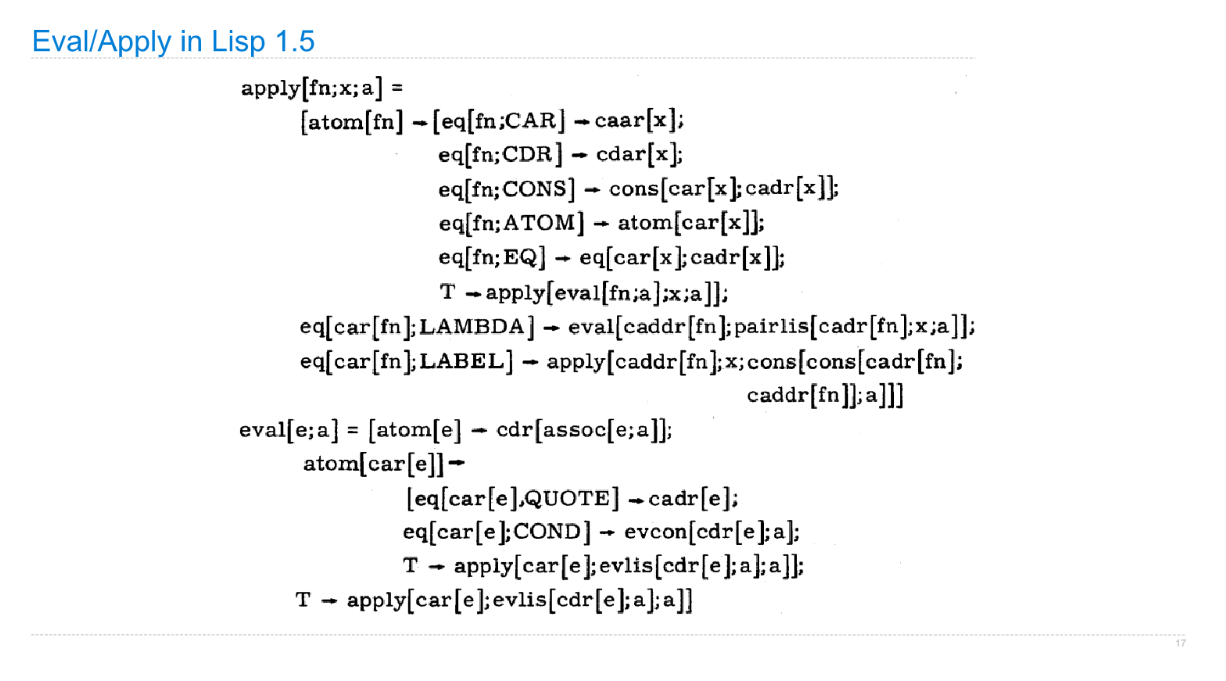 Eval/Apply in Lisp 1.5
apply[fn;x;a] =
[atom[fn] → [eq[fn;CAR] → caar[x];
eq[fn;CDR] → cdar[x];
eq[fn;CONS] → cons[car[x];cadr[x]];
eq[fn;ATOM] → atom[car[x]];
eq[fn;EQ] → eq[car[x];cadr[x]];
T → apply[eval[fn;a];x;a]];
eq[car[fn];LAMBDA] → eval[caddr[fn];pairlis[cadr[fn];x;a]];
eq[car[fn];LABEL] → apply[caddr[fn];x;cons[cons[cadr[fn];
caddr[fn]];a]]]
eval[e;a] = [atom[e] → cdr[assoc[e;a]];
atom[car[e]] →
[eq[car[e],QUOTE] → cadr[e];
eq[car[e];COND] → evcon[cdr[e];a];
T → apply[car[e];evlis[cdr[e];a];a]];
T → apply[car[e];evlis[cdr[e];a];a]]
17